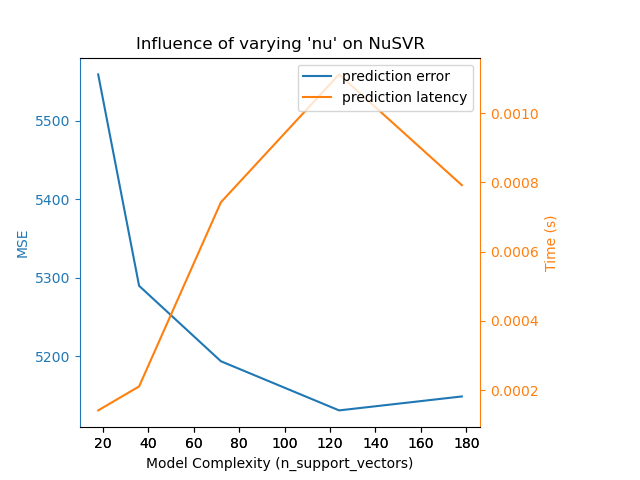 Influence of varying 'nu' on NuSVR
prediction error
prediction latency
5500
5400
5300
5200
MSE
0.0010
0.0008
0.0006
0.0004
0.0002
Time (s)
20 40 60 80 100 120 140 160 180
Model Complexity (n_support_vectors)